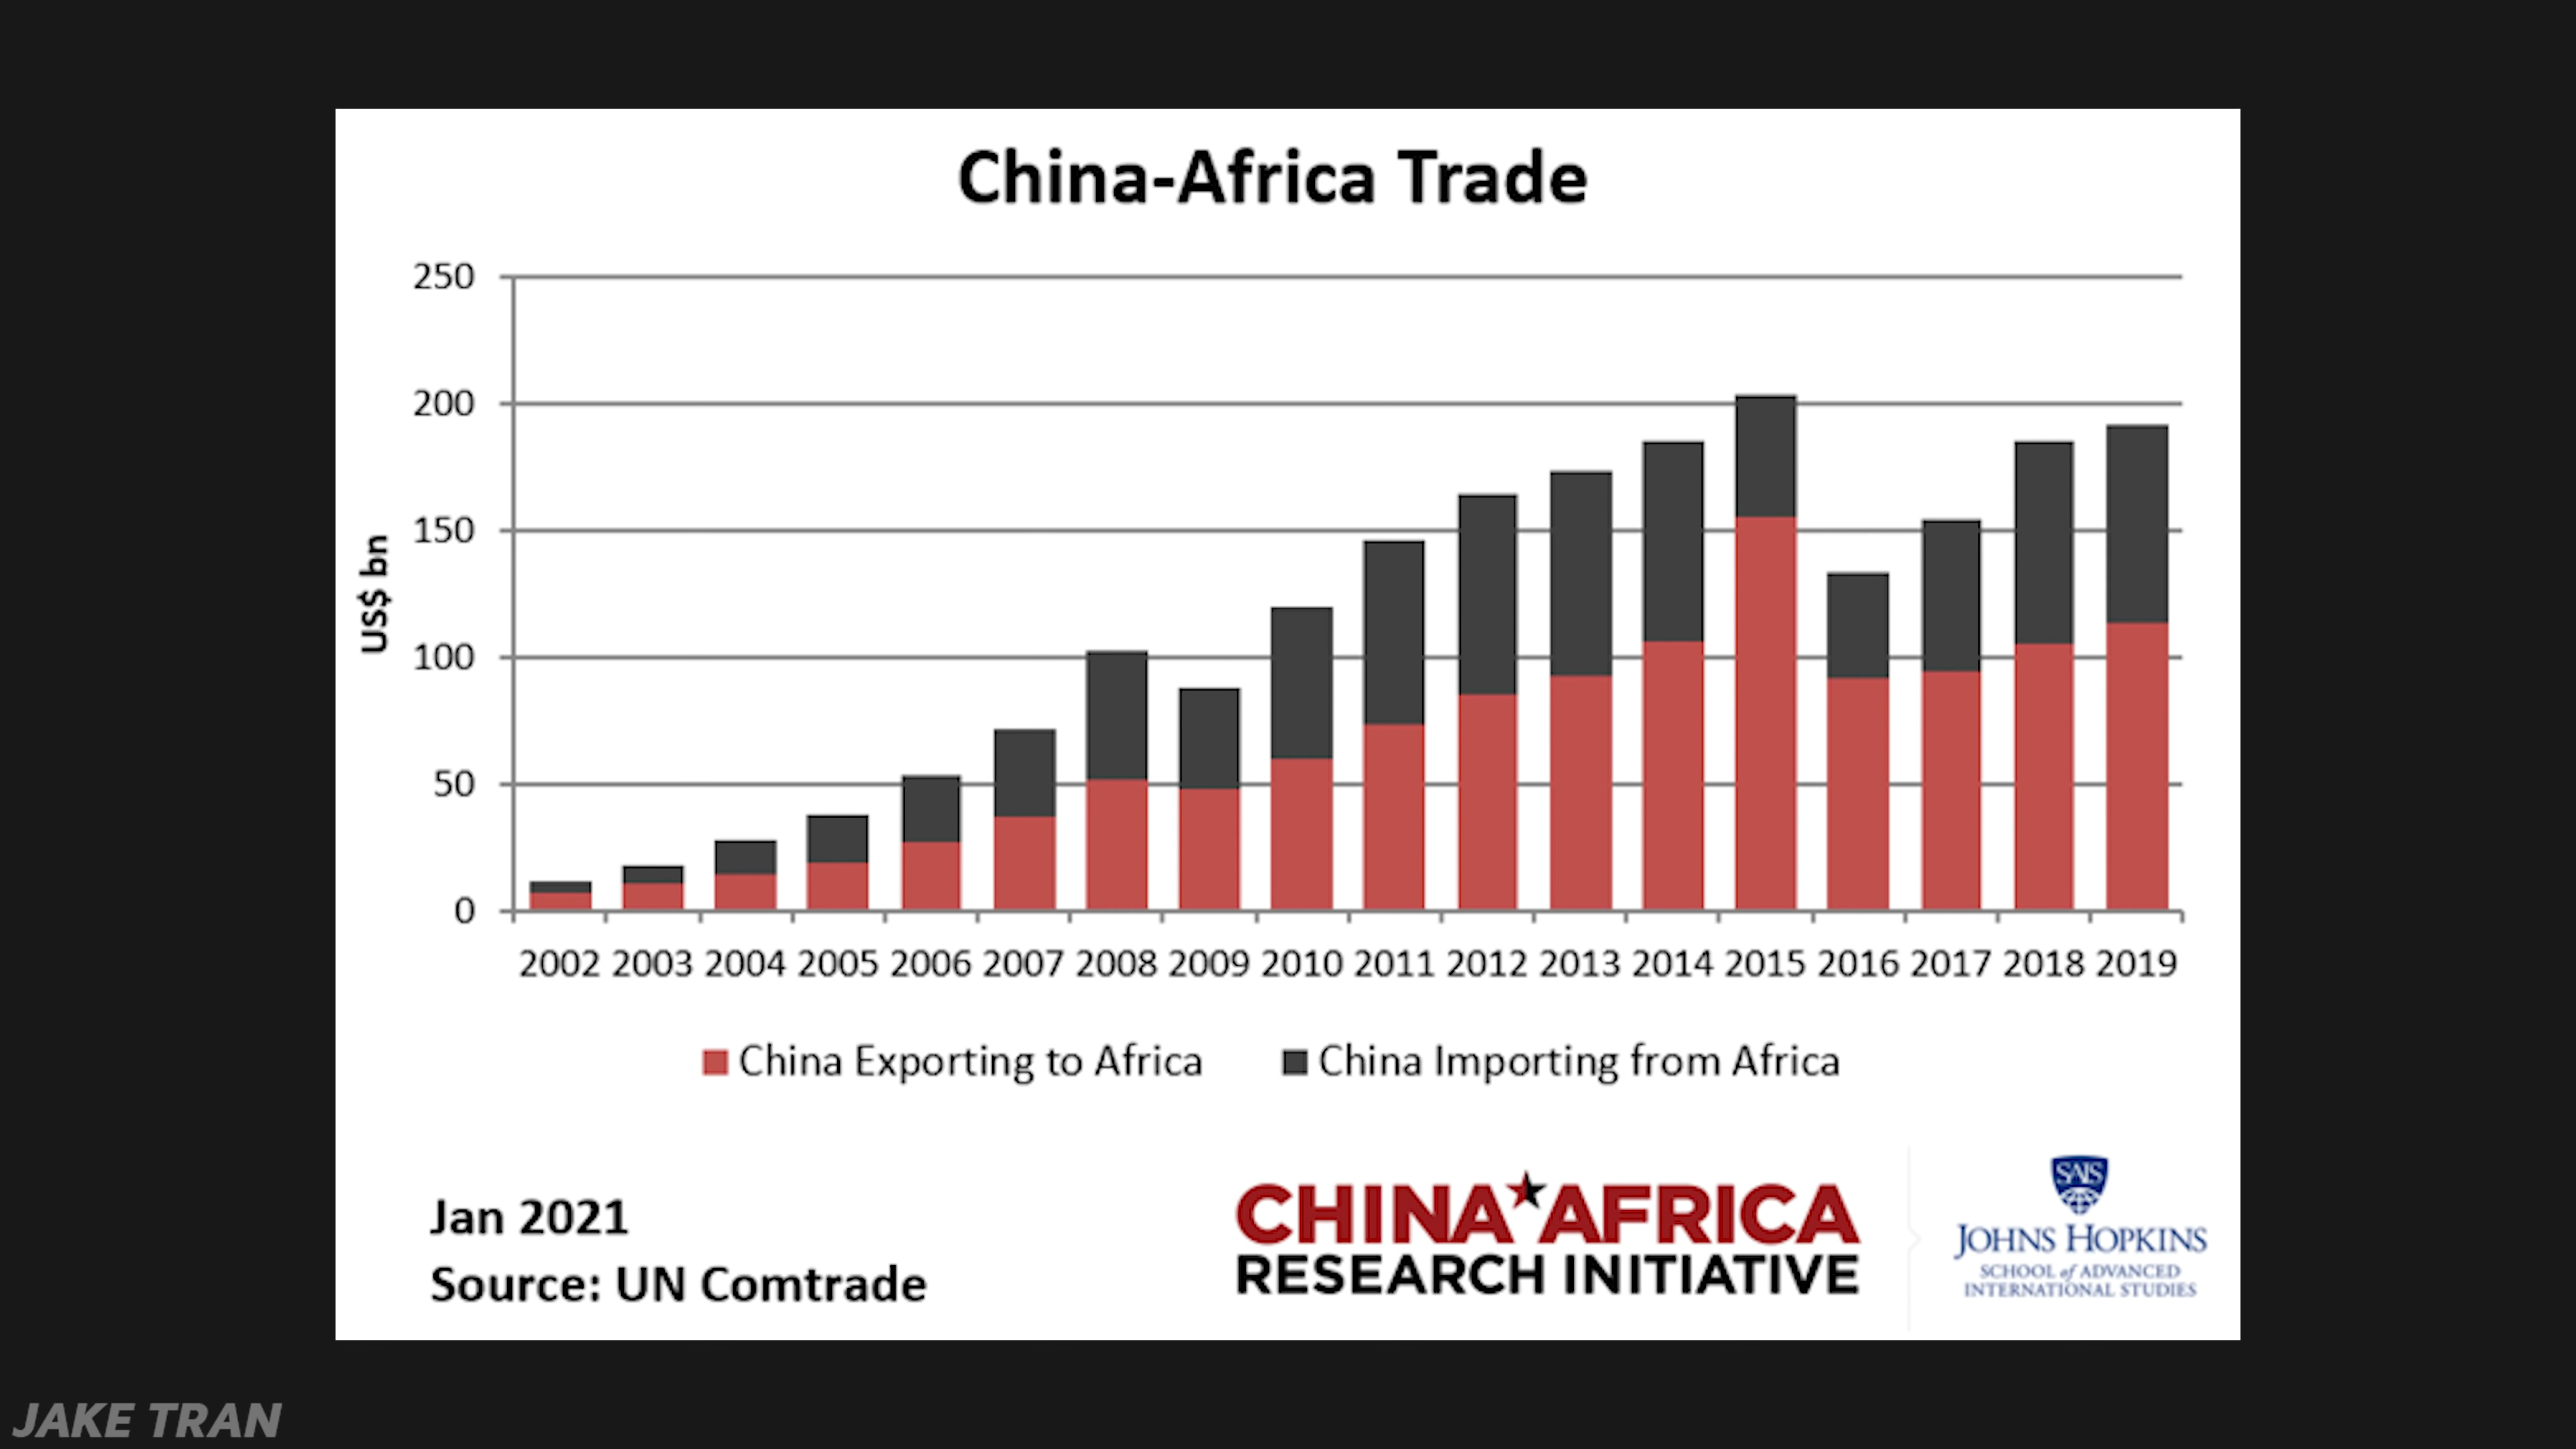 China-Africa Trade
250
200
150
100
50
0
US$ bn
2002 2003 2004 2005 2006 2007 2008 2009 2010 2011 2012 2013 2014 2015 2016 2017 2018 2019
China Exporting to Africa China Importing from Africa
Jan 2021
Source: UN Comtrade
CHINA AFRICA
RESEARCH INITIATIVE
SAIS
JOHNS HOPKINS
SCHOOL of ADVANCED
INTERNATIONAL STUDIES
JAKE TRAN